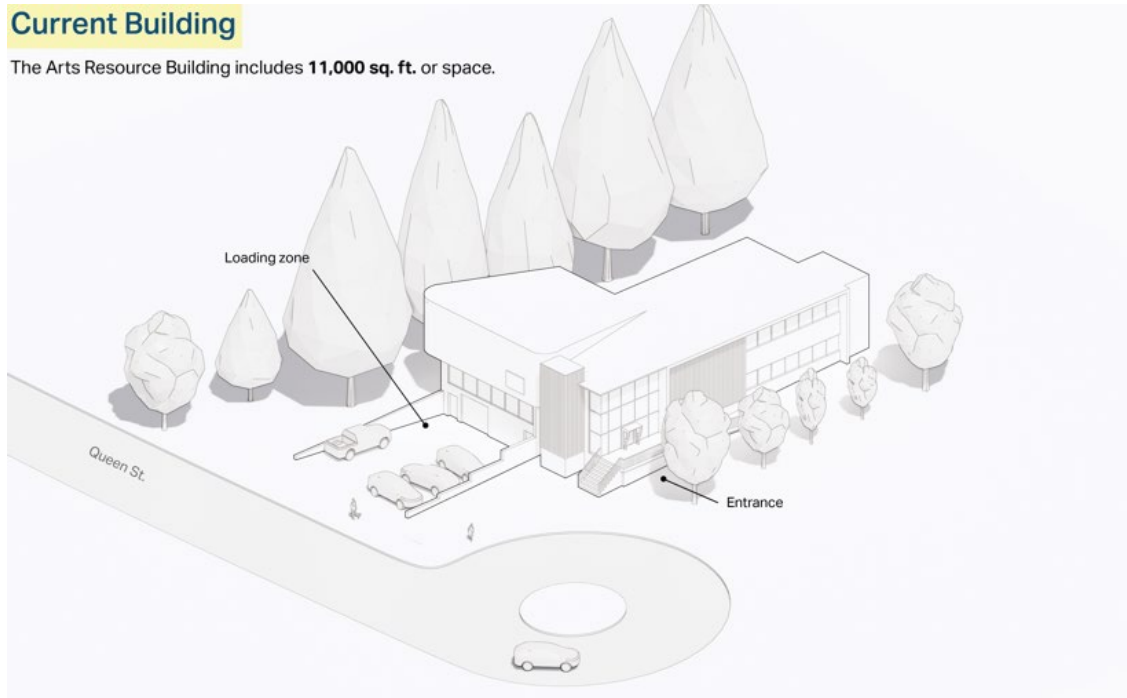 Current Building
The Arts Resource Building includes 11,000 sq. ft. or space.
Loading zone
Queen St.
Entrance